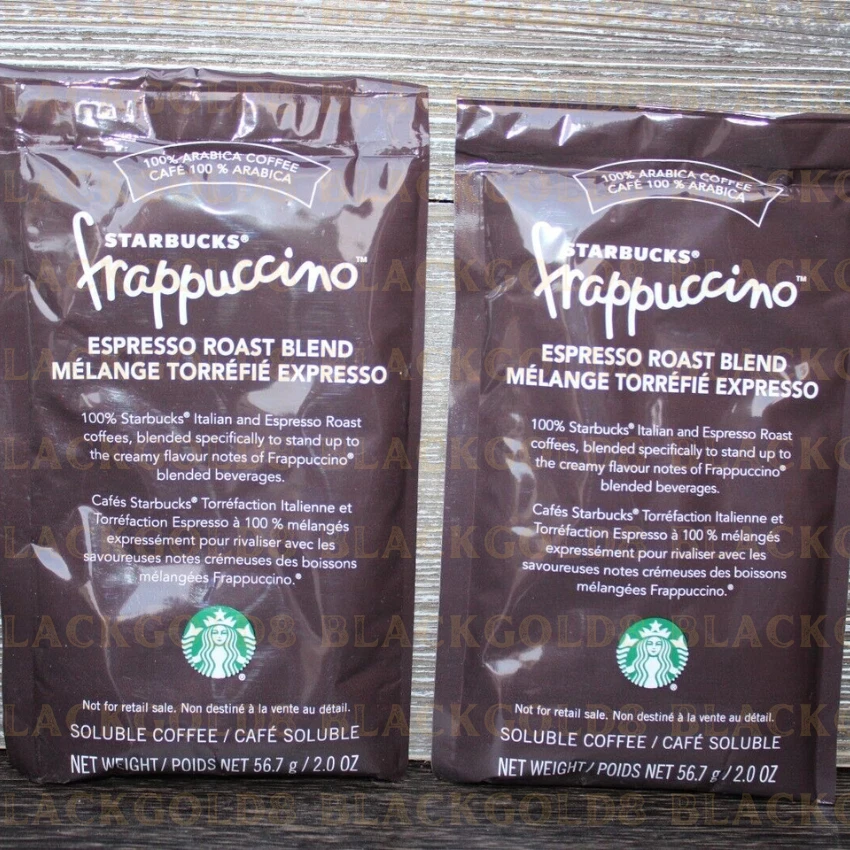 100% ARABICA COFFEE
CAFÉ 100 % ARABICA
STARBUCKS®
frappuccino™
ESPRESSO ROAST BLEND
MÉLANGE TORRÉFIÉ EXPRESSO
100% Starbucks® Italian and Espresso Roast
coffees, blended specifically to stand up to
the creamy flavour notes of Frappuccino®
blended beverages.
Cafés Starbucks® Torréfaction Italienne et
Torréfaction Espresso à 100 % mélangés
expressément pour rivaliser avec les
savoureuses notes crémeuses des boissons
mélangées Frappuccino.®
Not for retail sale. Non destiné à la vente au détail.
SOLUBLE COFFEE / CAFÉ SOLUBLE
NET WEIGHT / POIDS NET 56.7 g / 2.0 OZ
100% ARABICA COFFEE
CAFÉ 100 % ARABICA
STARBUCKS®
frappuccino™
ESPRESSO ROAST BLEND
MÉLANGE TORRÉFIÉ EXPRESSO
100% Starbucks® Italian and Espresso Roast
coffees, blended specifically to stand up to
the creamy flavour notes of Frappuccino®
blended beverages.
Cafés Starbucks® Torréfaction Italienne et
Torréfaction Espresso à 100 % mélangés
expressément pour rivaliser avec les
savoureuses notes crémeuses des boissons
mélangées Frappuccino.®
Not for retail sale. Non destiné à la vente au détail.
SOLUBLE COFFEE / CAFÉ SOLUBLE
NET WEIGHT / POIDS NET 56.7 g / 2.0 OZ
BLACKGOLD8 BLACKGOLD8 BLACKGOLD8